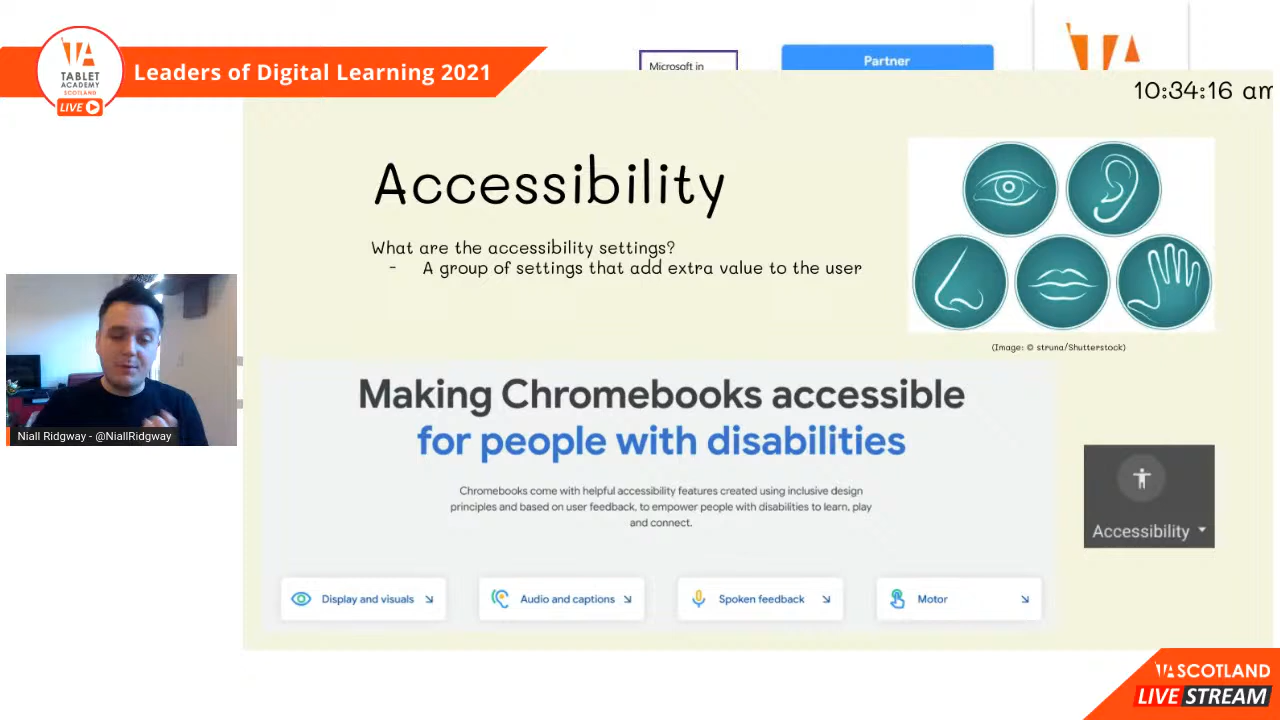 TABLET
ACADEMY
SCOTLAND
LIVE
Leaders of Digital Learning 2021
Microsoft in
Partner
10:34:16 am
Accessibility
What are the accessibility settings?
- A group of settings that add extra value to the user
(Image: © struna/Shutterstock)
Niall Ridgway - @NiallRidgway
Making Chromebooks accessible
for people with disabilities
Chromebooks come with helpful accessibility features created using inclusive design
principles and based on user feedback, to empower people with disabilities to learn, play
and connect.
Accessibility
Display and visuals
Audio and captions
Spoken feedback
Motor
TA SCOTLAND
LIVE STREAM